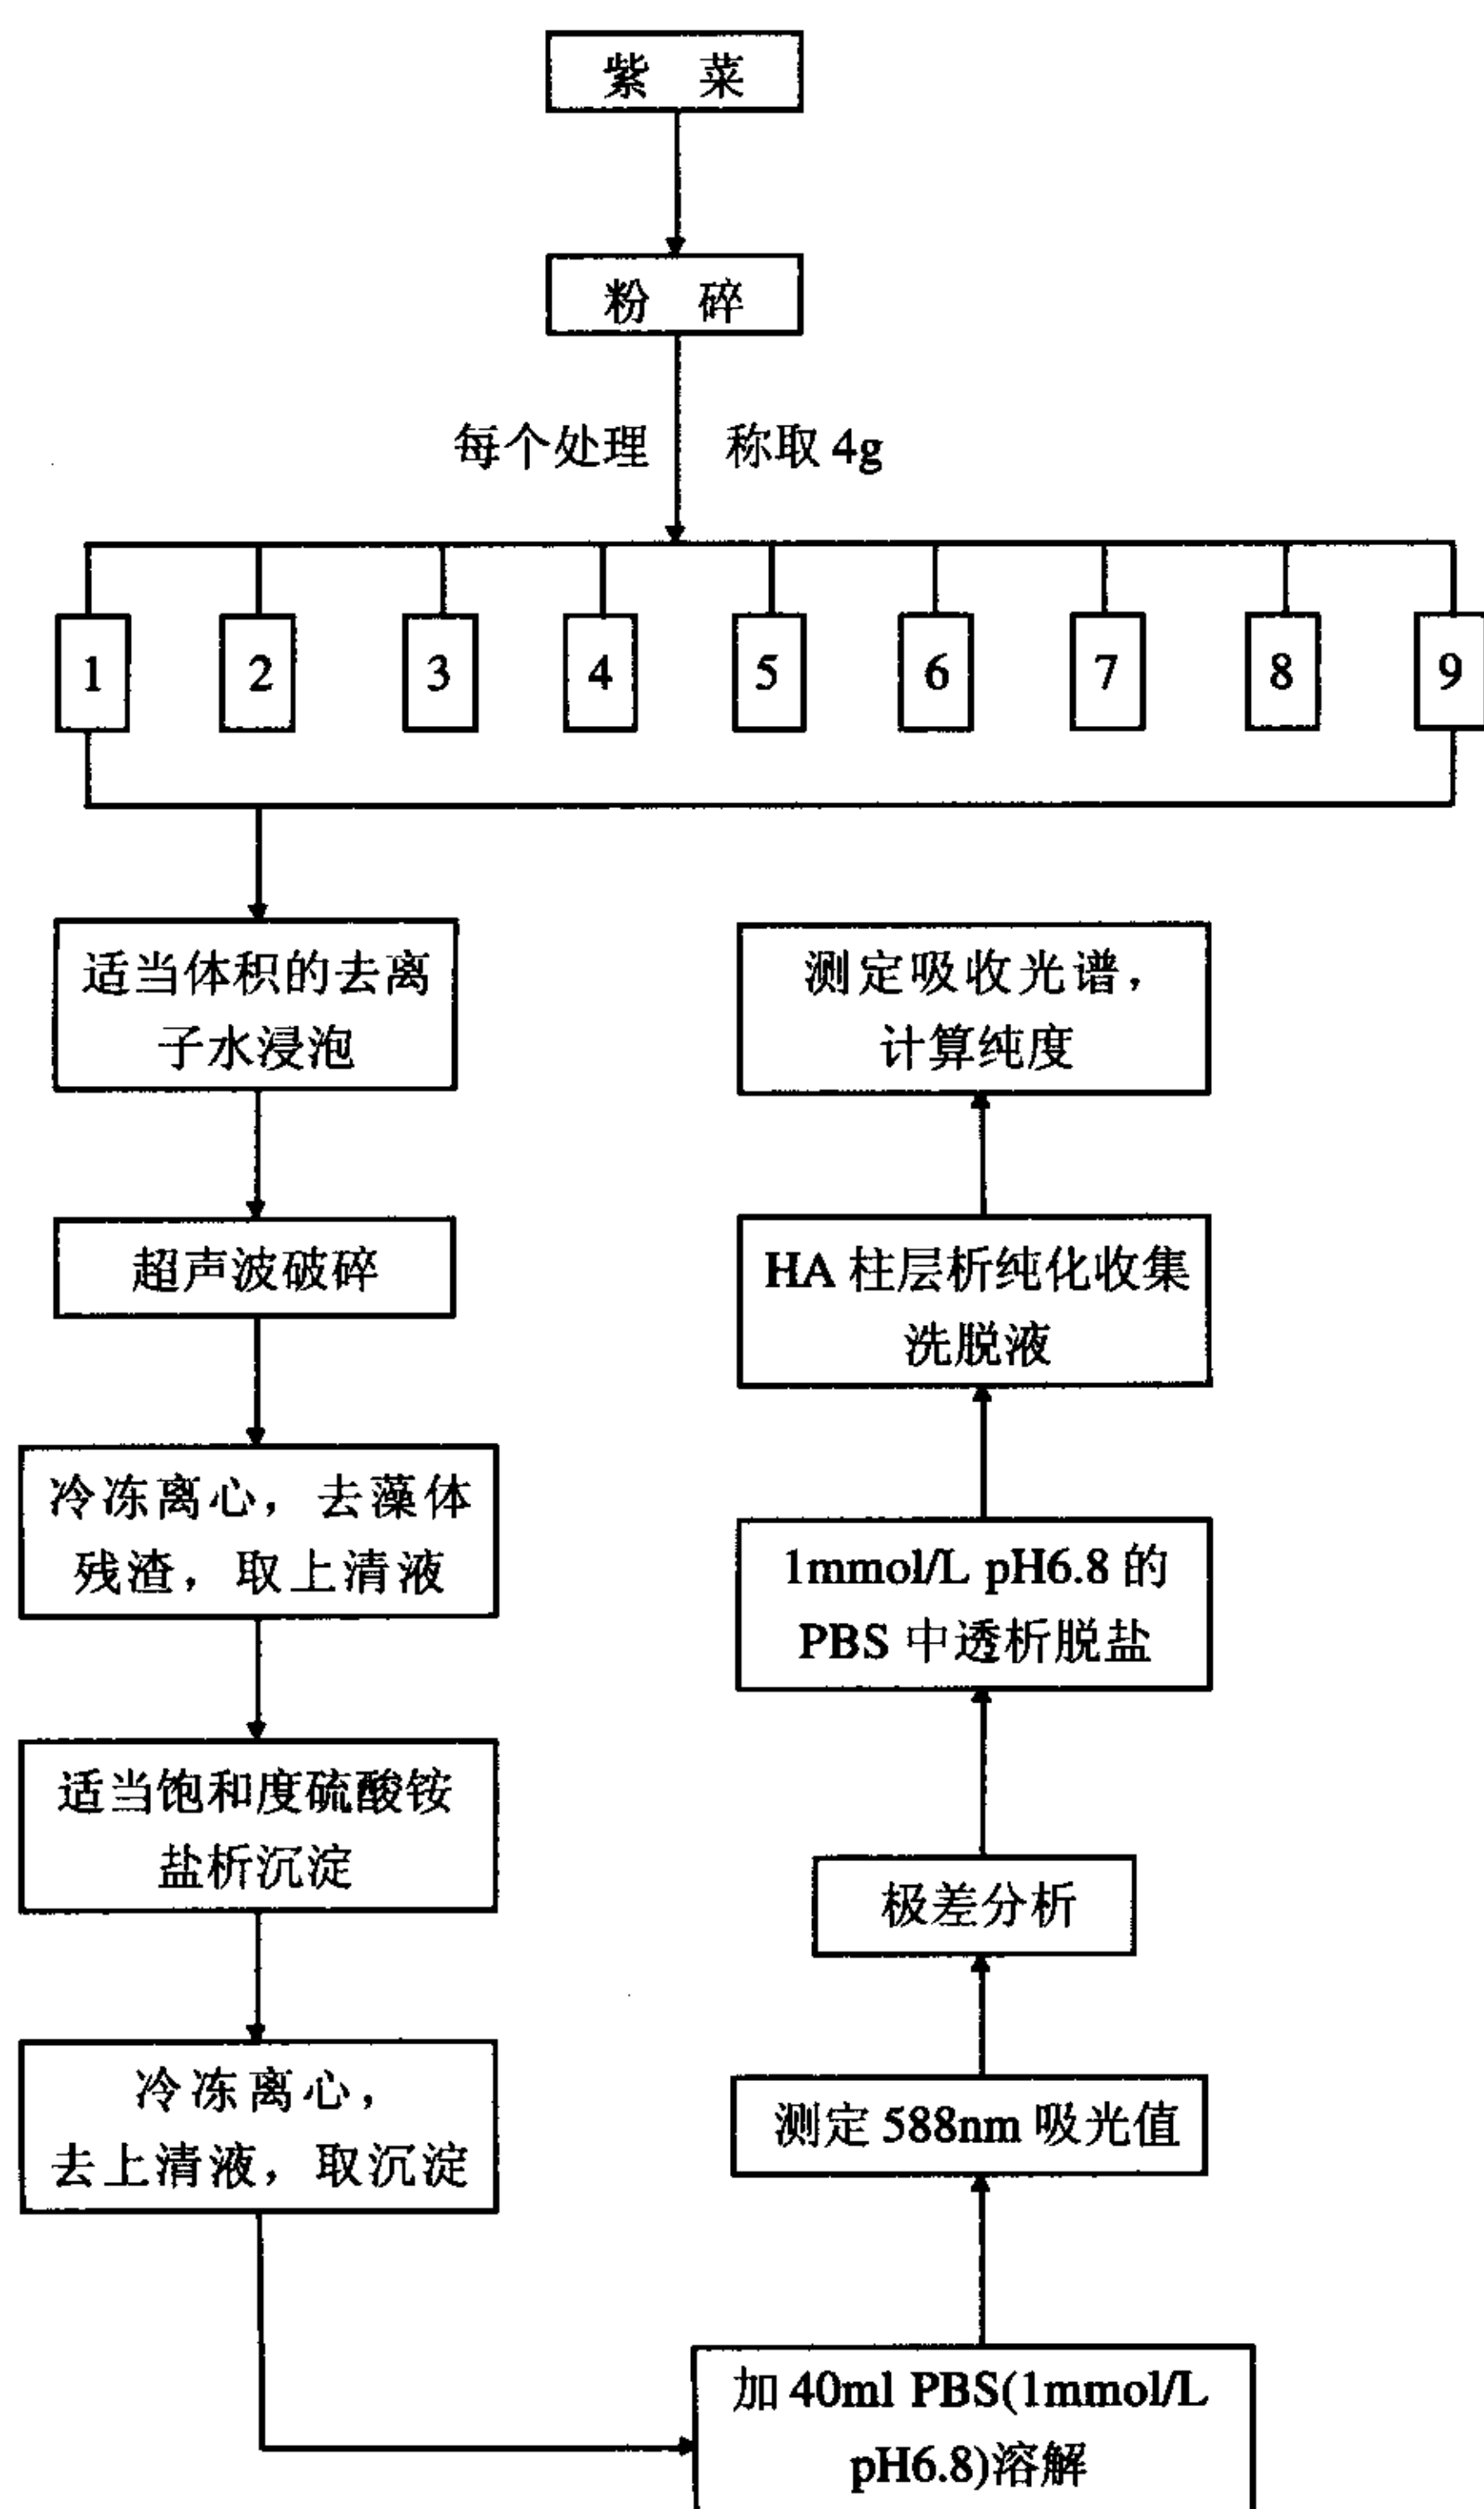 紫 菜
粉 碎
每个处理 称取 4g
1 2 3 4 5 6 7 8 9
适当体积的去离
子水浸泡
超声波破碎
冷冻离心，去藻体
残渣，取上清液
适当饱和度硫酸铵
盐析沉淀
冷冻离心，
去上清液，取沉淀
加 40ml PBS(1mmol/L
pH6.8)溶解
测定 588nm 吸光值
极差分析
1mmol/L pH6.8 的
PBS 中透析脱盐
HA 柱层析纯化收集
洗脱液
测定吸收光谱，
计算纯度